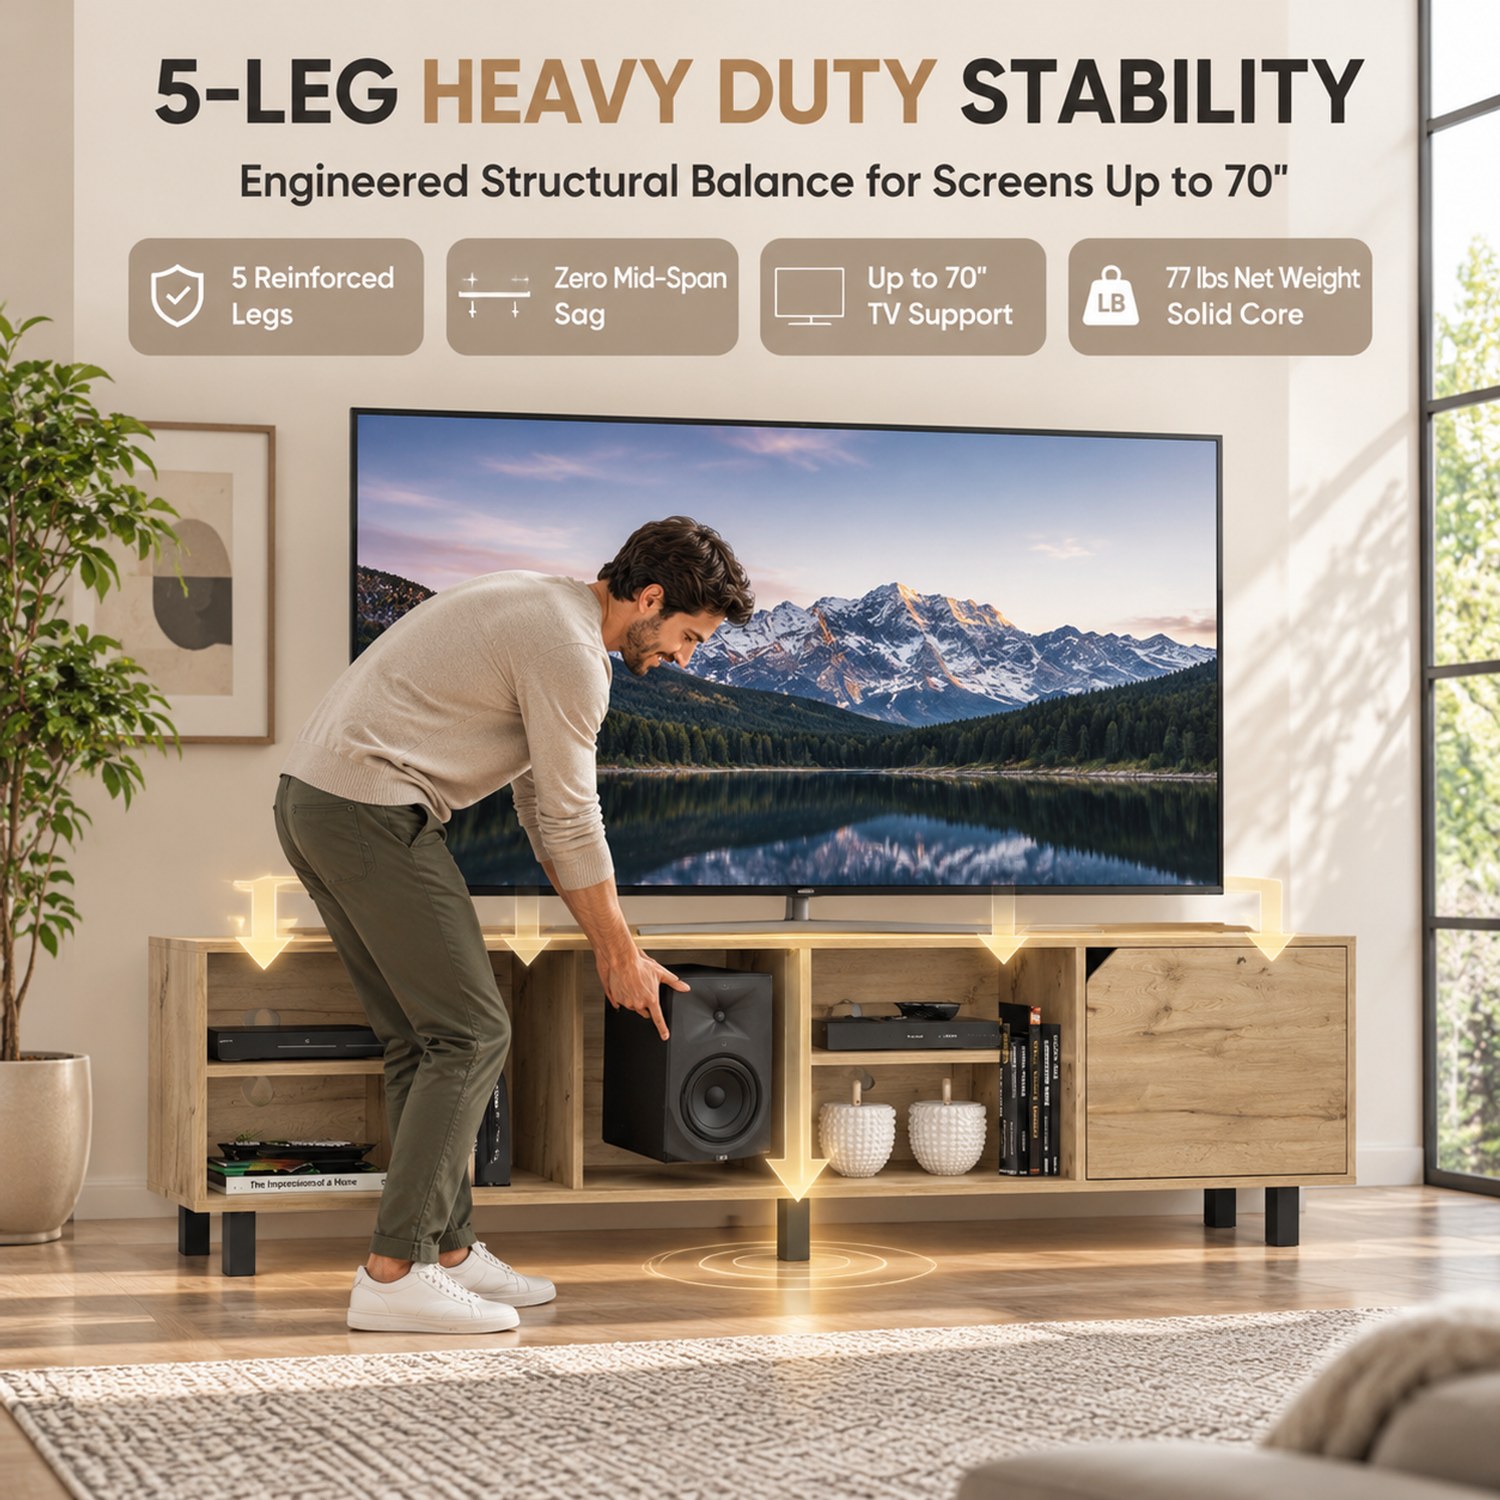 5-LEG HEAVY DUTY STABILITY
Engineered Structural Balance for Screens Up to 70"
5 Reinforced
Legs
Zero Mid-Span
Sag
Up to 70"
TV Support
LB
77 lbs Net Weight
Solid Core